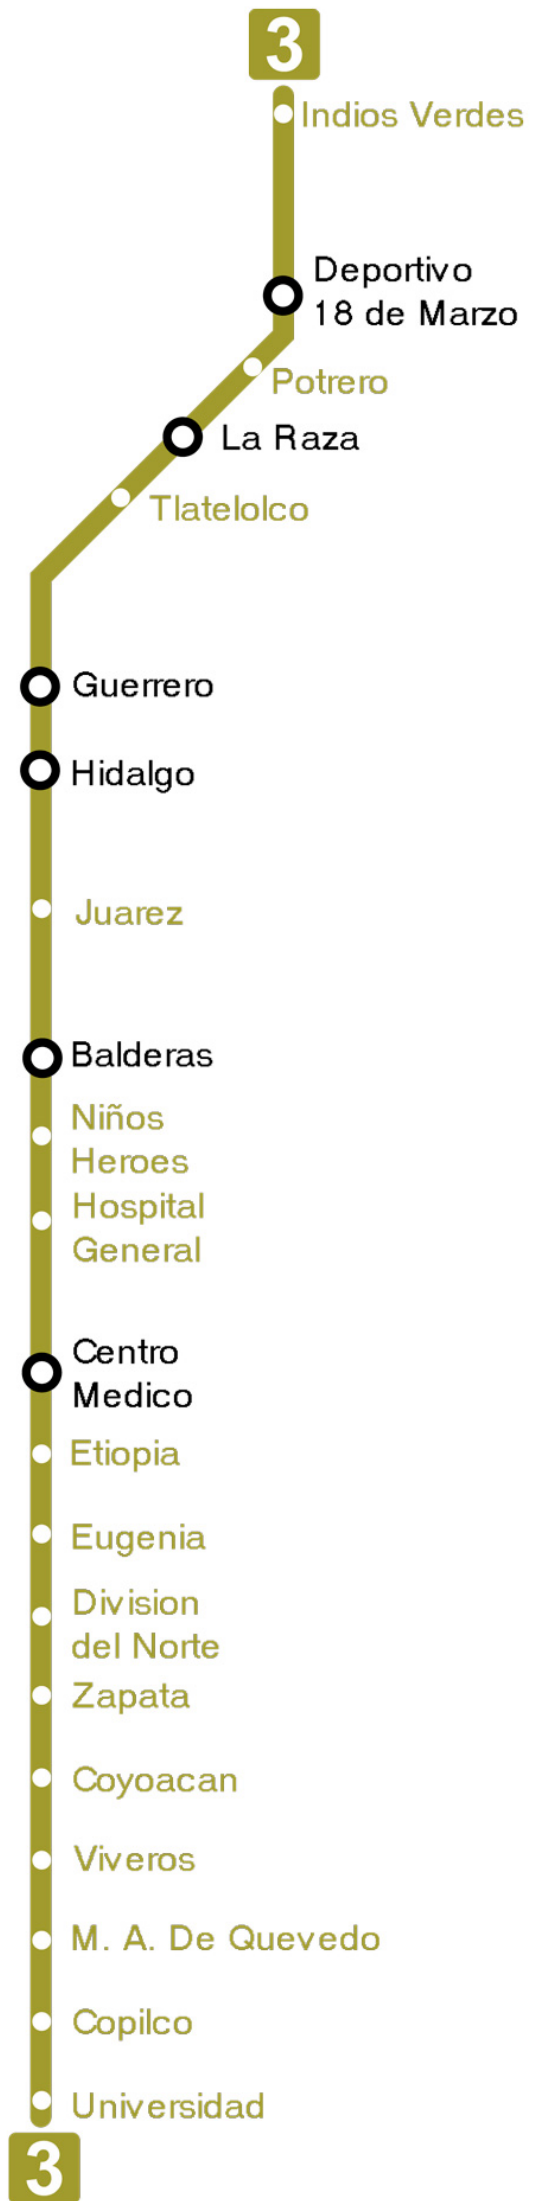 3
Indios Verdes
Deportivo
18 de Marzo
Potrero
La Raza
Tlatelolco
Guerrero
Hidalgo
Juarez
Balderas
Niños
Heroes
Hospital
General
Centro
Medico
Etiopia
Eugenia
Division
del Norte
Zapata
Coyoacan
Viveros
M. A. De Quevedo
Copilco
Universidad
3